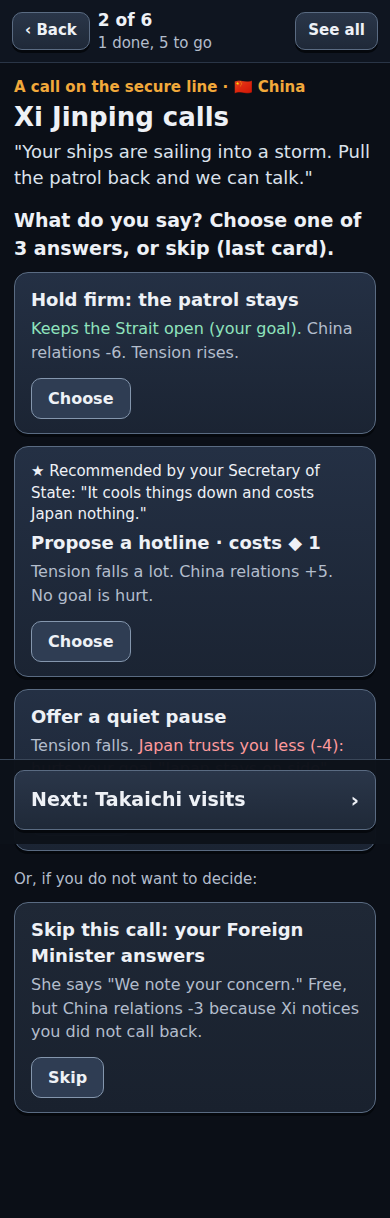 ‹ Back
2 of 6
1 done, 5 to go
See all
A call on the secure line · 🇨🇳 China
Xi Jinping calls
"Your ships are sailing into a storm. Pull
the patrol back and we can talk."
What do you say? Choose one of
3 answers, or skip (last card).
Hold firm: the patrol stays
Keeps the Strait open (your goal). China
relations -6. Tension rises.
Choose
★ Recommended by your Secretary of
State: "It cools things down and costs
Japan nothing."
Propose a hotline · costs ◆ 1
Tension falls a lot. China relations +5.
No goal is hurt.
Choose
Offer a quiet pause
Tension falls. Japan trusts you less (-4):
Next: Takaichi visits ›
Or, if you do not want to decide:
Skip this call: your Foreign
Minister answers
She says "We note your concern." Free,
but China relations -3 because Xi notices
you did not call back.
Skip